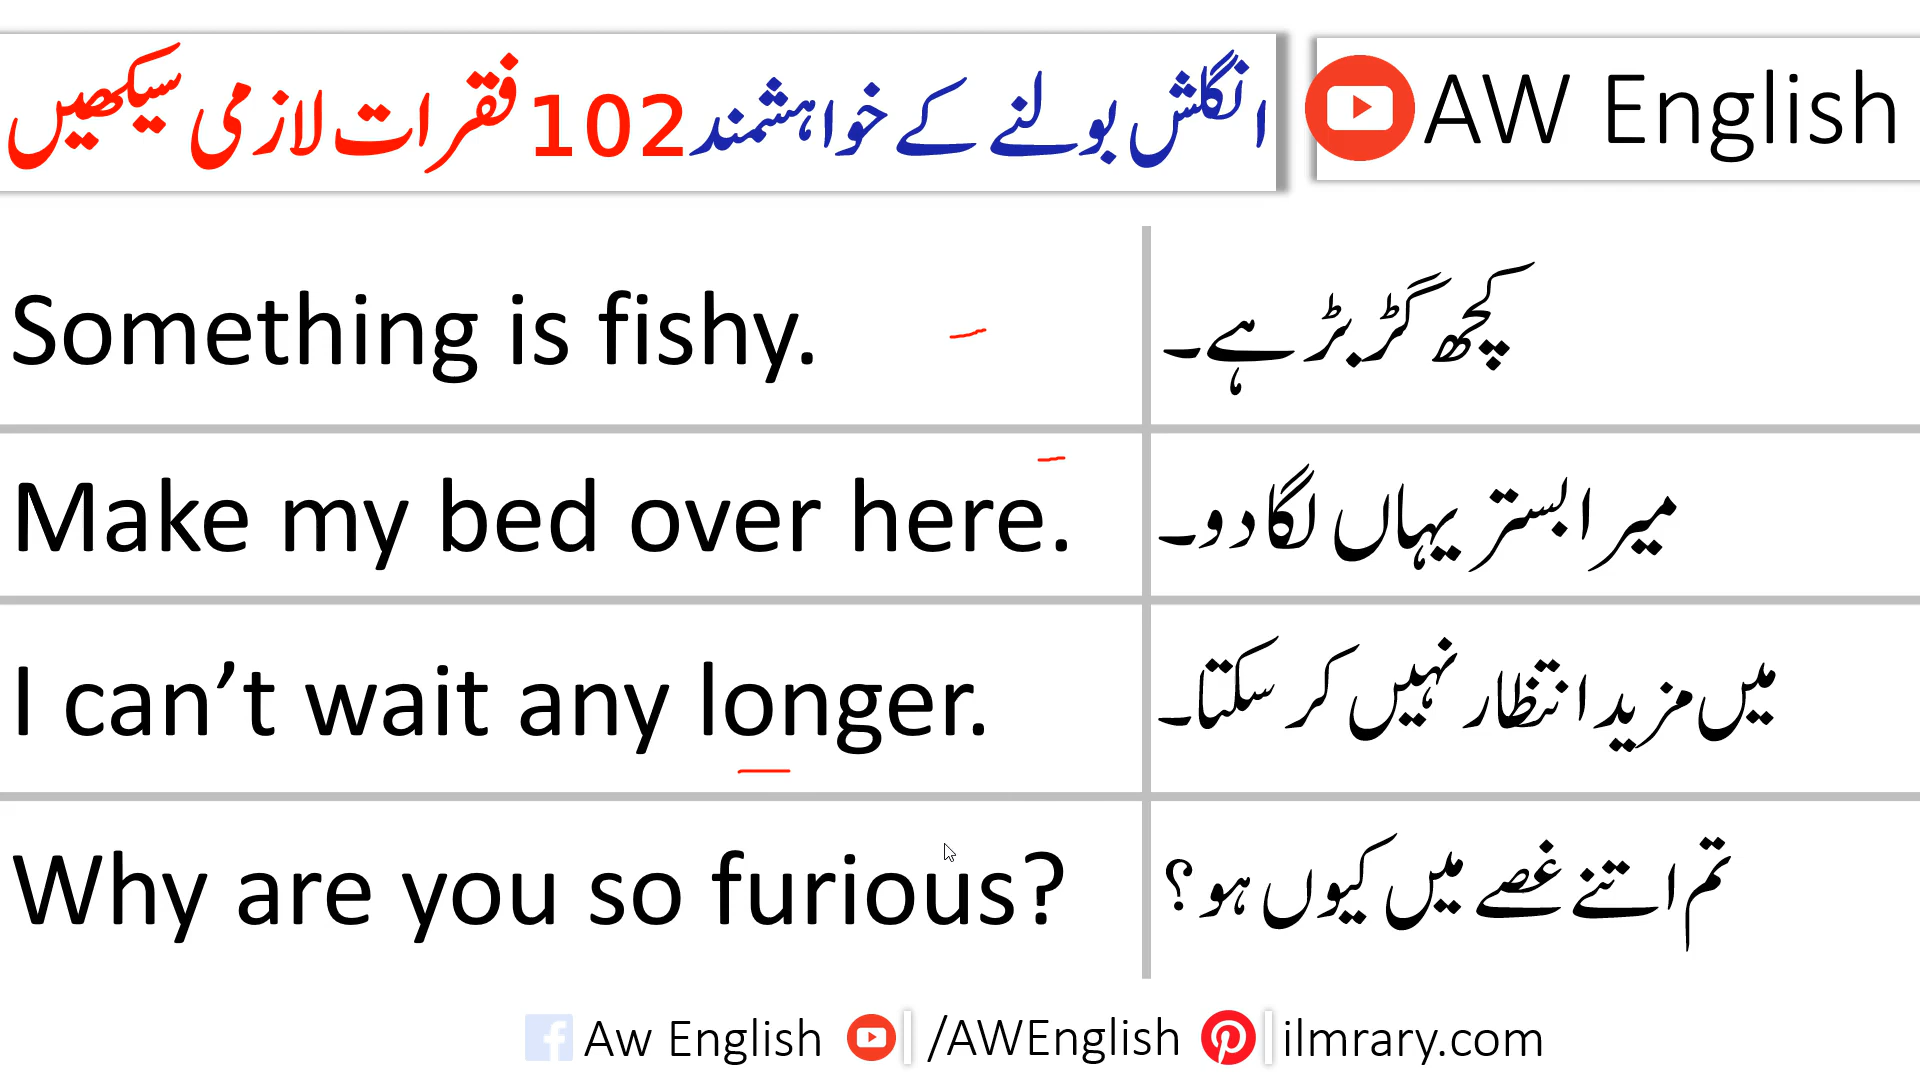 انگلش بولنے کے خواہشمند 102 فقرات لازمی سیکھیں
AW English
Something is fishy.
کچھ گڑبڑ ہے۔
Make my bed over here.
میرا بستر یہاں لگا دو۔
I can’t wait any longer.
میں مزید انتظار نہیں کر سکتا۔
Why are you so furious?
تم اتنے غصے میں کیوں ہو؟
Aw English /AWEnglish ilmrary.com